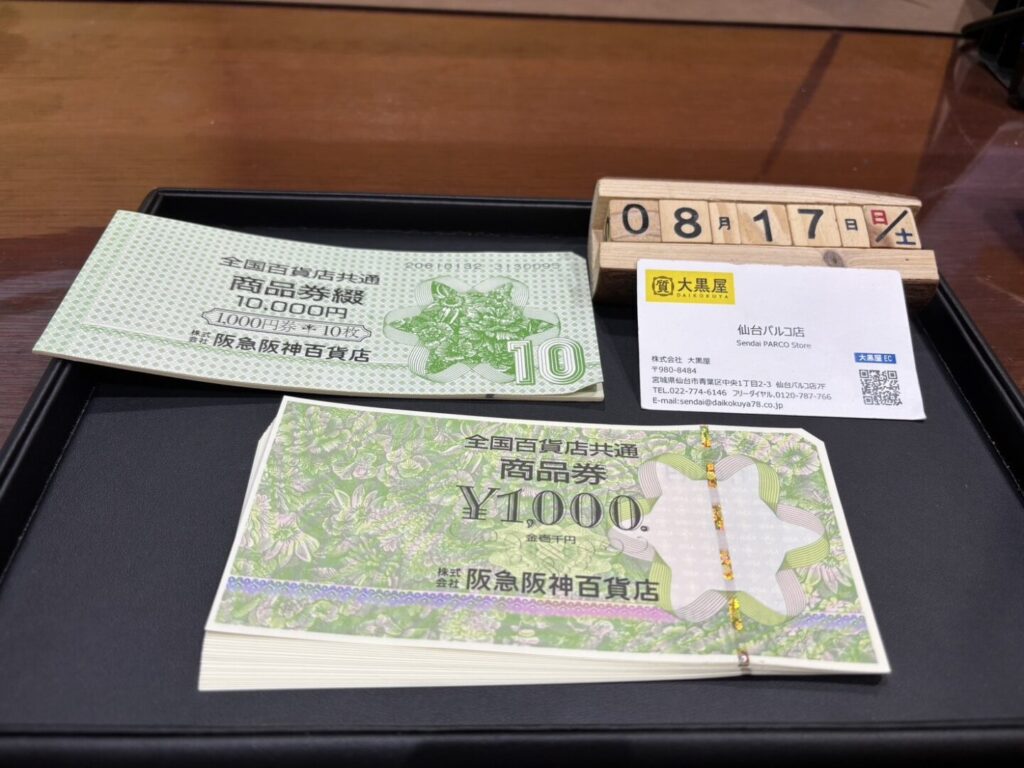 全国百貨店共通
20610132 3130095
商品券綴
10,000円
1,000円券 10枚
株式会社 阪急阪神百貨店
10
08月17日 日/土
質 大黒屋
DAIKOKUYA
仙台パルコ店
Sendai PARCO Store
株式会社 大黒屋
大黒屋 EC
〒980-8484
宮城県仙台市青葉区中央1丁目2-3 仙台パルコ店7F
TEL.022-774-6146 フリーダイヤル.0120-787-766
E-mail:sendai@daikokuya78.co.jp
全国百貨店共通
商品券
¥1,000.
金壱千円
株式会社 阪急阪神百貨店